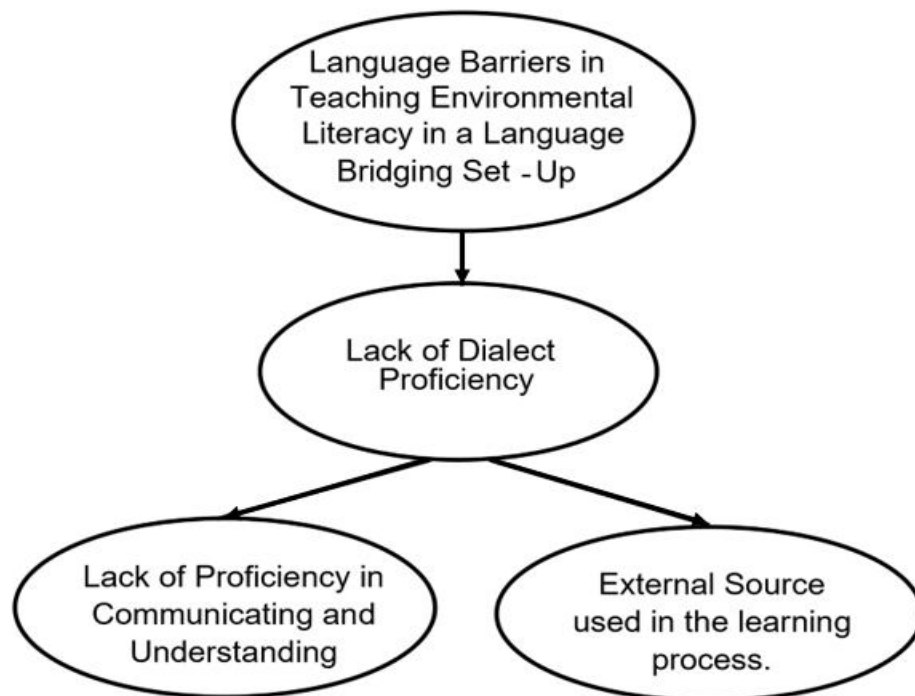 Language Barriers in
Teaching Environmental
Literacy in a Language
Bridging Set - Up
Lack of Dialect
Proficiency
Lack of Proficiency in
Communicating and
Understanding
External Source
used in the learning
process.